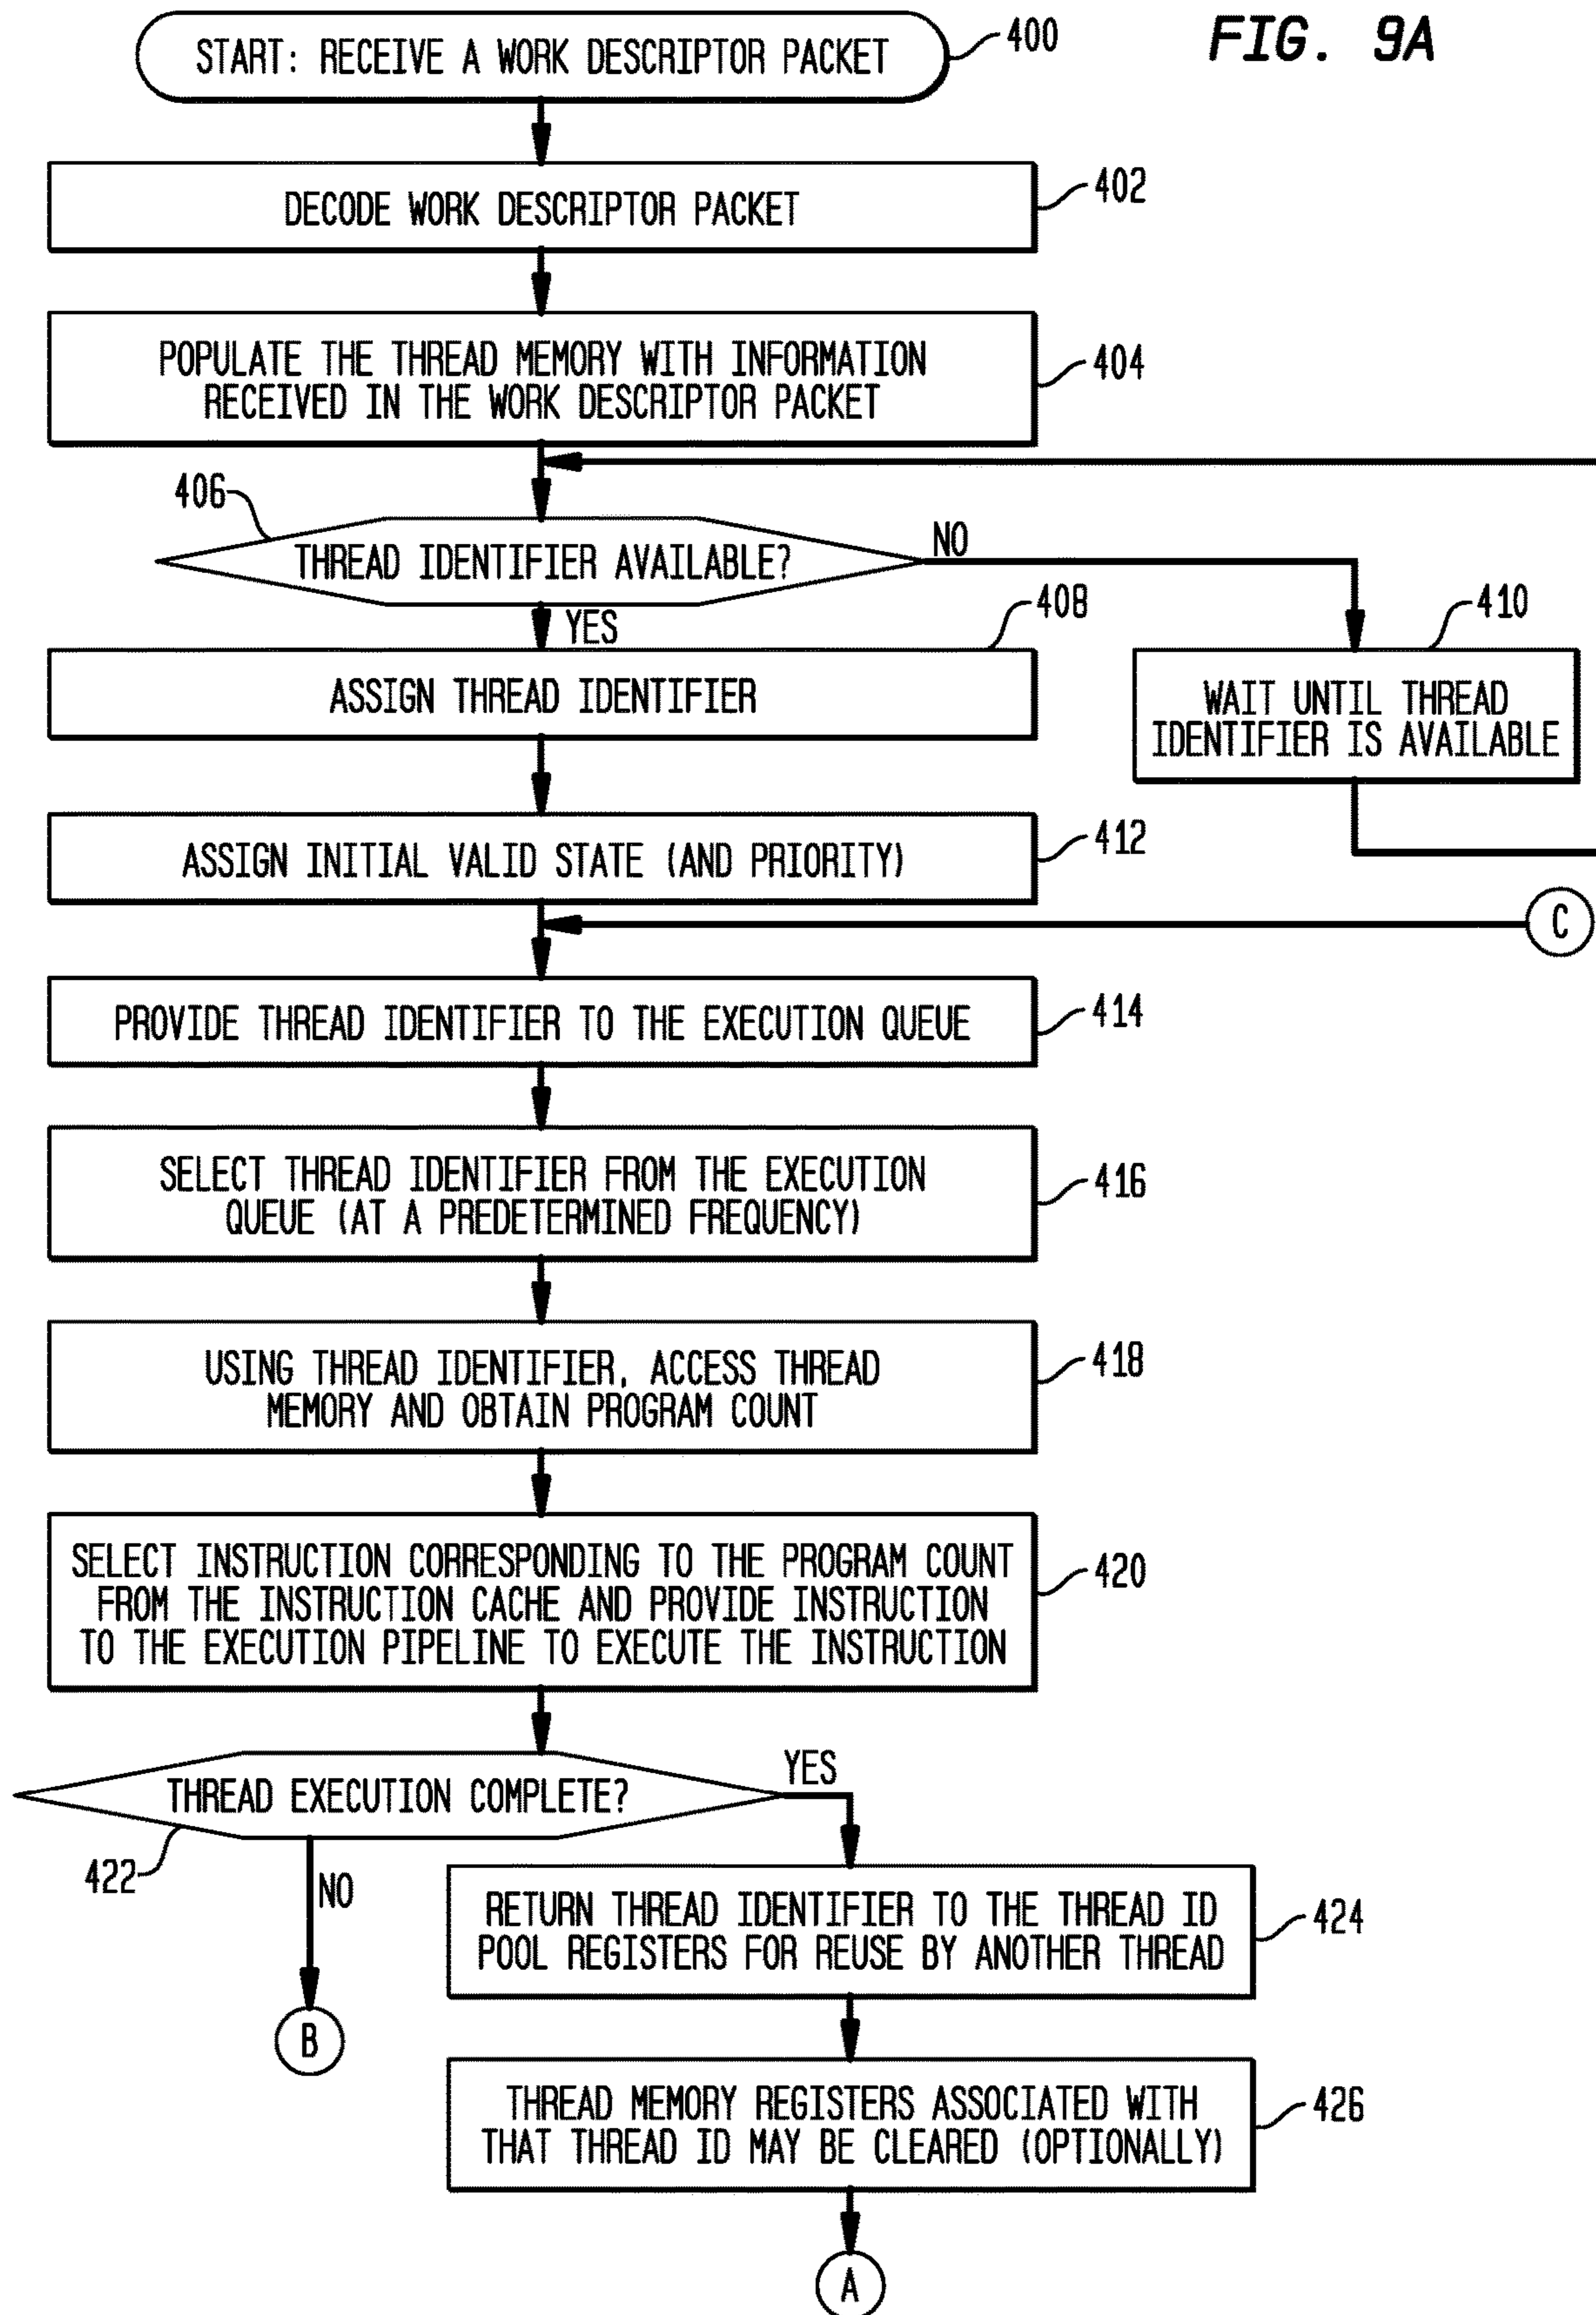 FIG. 9A
START: RECEIVE A WORK DESCRIPTOR PACKET
400
DECODE WORK DESCRIPTOR PACKET
402
POPULATE THE THREAD MEMORY WITH INFORMATION
RECEIVED IN THE WORK DESCRIPTOR PACKET
404
406
THREAD IDENTIFIER AVAILABLE?
NO
YES
408
ASSIGN THREAD IDENTIFIER
410
WAIT UNTIL THREAD
IDENTIFIER IS AVAILABLE
ASSIGN INITIAL VALID STATE (AND PRIORITY)
412
C
PROVIDE THREAD IDENTIFIER TO THE EXECUTION QUEUE
414
SELECT THREAD IDENTIFIER FROM THE EXECUTION
QUEUE (AT A PREDETERMINED FREQUENCY)
416
USING THREAD IDENTIFIER, ACCESS THREAD
MEMORY AND OBTAIN PROGRAM COUNT
418
SELECT INSTRUCTION CORRESPONDING TO THE PROGRAM COUNT
FROM THE INSTRUCTION CACHE AND PROVIDE INSTRUCTION
TO THE EXECUTION PIPELINE TO EXECUTE THE INSTRUCTION
420
THREAD EXECUTION COMPLETE?
YES
422
NO
B
RETURN THREAD IDENTIFIER TO THE THREAD ID
POOL REGISTERS FOR REUSE BY ANOTHER THREAD
424
THREAD MEMORY REGISTERS ASSOCIATED WITH
THAT THREAD ID MAY BE CLEARED (OPTIONALLY)
426
A